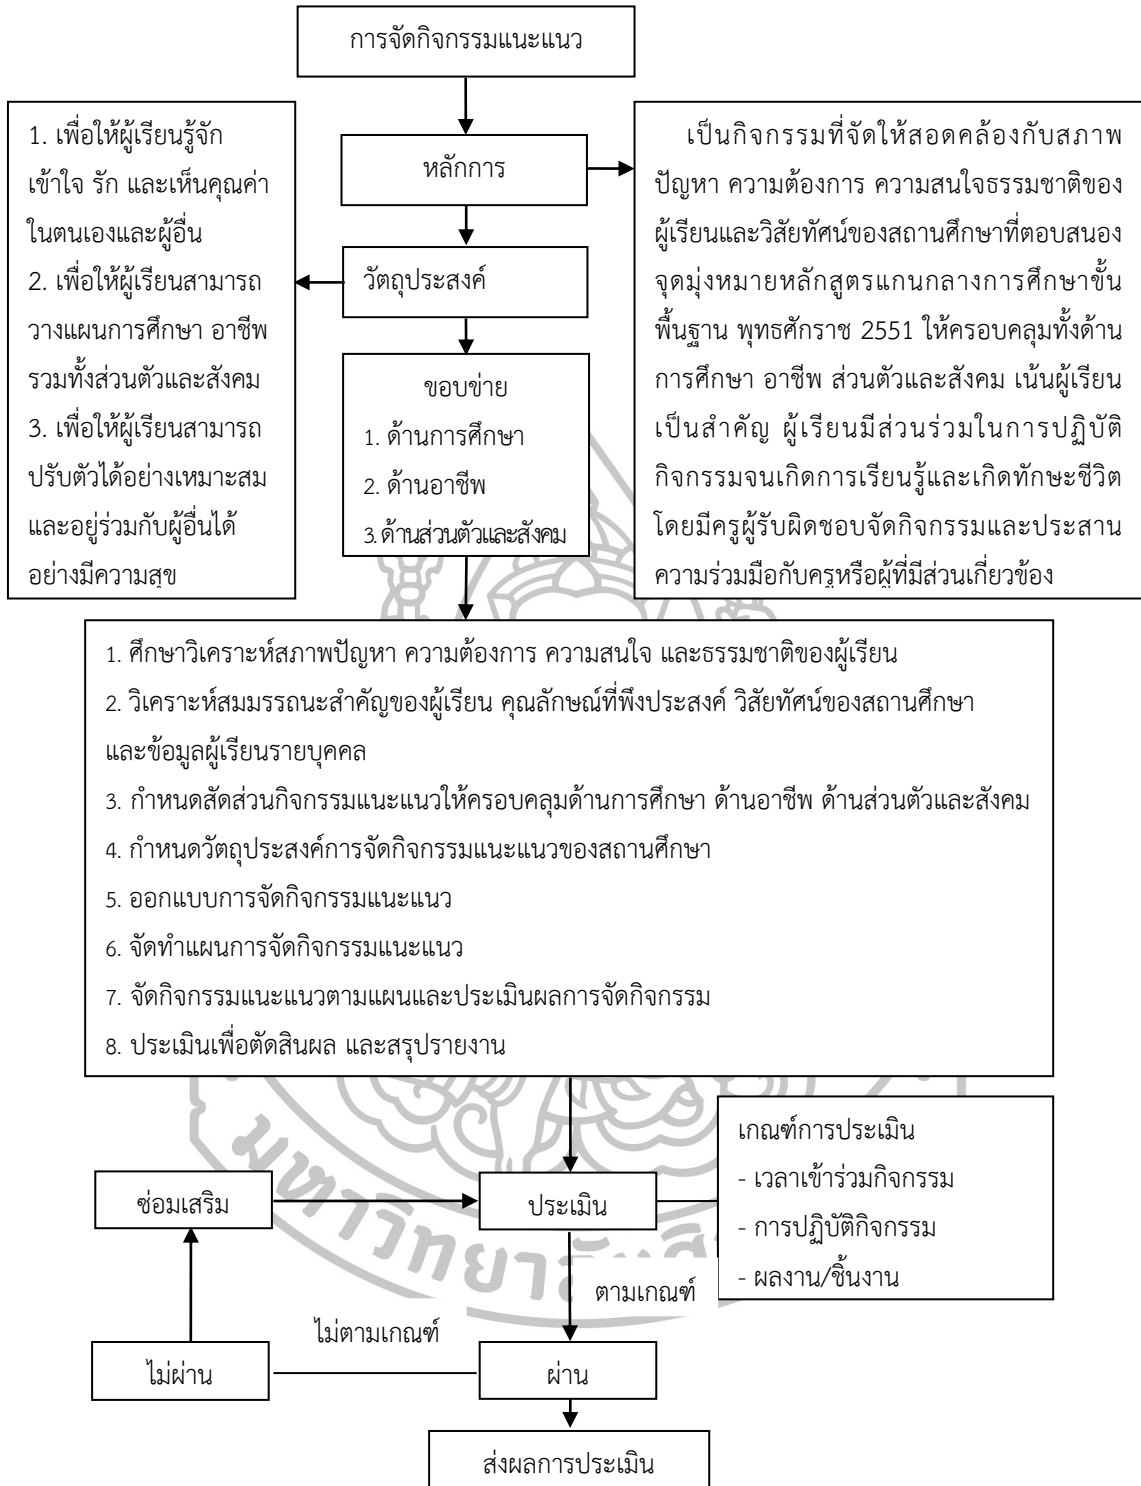 การจัดกิจกรรมแนะแนว
หลักการ
เป็นกิจกรรมที่จัดให้สอดคล้องกับสภาพ
ปัญหา ความต้องการ ความสนใจธรรมชาติของ
ผู้เรียนและวิสัยทัศน์ของสถานศึกษาที่ตอบสนอง
จุดมุ่งหมายหลักสูตรแกนกลางการศึกษาขั้น
พื้นฐาน พุทธศักราช 2551 ให้ครอบคลุมทั้งด้าน
การศึกษา อาชีพ ส่วนตัวและสังคม เน้นผู้เรียน
เป็นสำคัญ ผู้เรียนมีส่วนร่วมในการปฏิบัติ
กิจกรรมจนเกิดการเรียนรู้และเกิดทักษะชีวิต
โดยมีครูผู้รับผิดชอบจัดกิจกรรมและประสาน
ความร่วมมือกับครูหรือผู้ที่มีส่วนเกี่ยวข้อง
วัตถุประสงค์
1. เพื่อให้ผู้เรียนรู้จัก
เข้าใจ รัก และเห็นคุณค่า
ในตนเองและผู้อื่น
2. เพื่อให้ผู้เรียนสามารถ
วางแผนการศึกษา อาชีพ
รวมทั้งส่วนตัวและสังคม
3. เพื่อให้ผู้เรียนสามารถ
ปรับตัวได้อย่างเหมาะสม
และอยู่ร่วมกับผู้อื่นได้
อย่างมีความสุข
ขอบข่าย
1. ด้านการศึกษา
2. ด้านอาชีพ
3. ด้านส่วนตัวและสังคม
1. ศึกษาวิเคราะห์สภาพปัญหา ความต้องการ ความสนใจ และธรรมชาติของผู้เรียน
2. วิเคราะห์สมมรรถนะสำคัญของผู้เรียน คุณลักษณ์ที่พึงประสงค์ วิสัยทัศน์ของสถานศึกษา
และข้อมูลผู้เรียนรายบุคคล
3. กำหนดสัดส่วนกิจกรรมแนะแนวให้ครอบคลุมด้านการศึกษา ด้านอาชีพ ด้านส่วนตัวและสังคม
4. กำหนดวัตถุประสงค์การจัดกิจกรรมแนะแนวของสถานศึกษา
5. ออกแบบการจัดกิจกรรมแนะแนว
6. จัดทำแผนการจัดกิจกรรมแนะแนว
7. จัดกิจกรรมแนะแนวตามแผนและประเมินผลการจัดกิจกรรม
8. ประเมินเพื่อตัดสินผล และสรุปรายงาน
เกณฑ์การประเมิน
- เวลาเข้าร่วมกิจกรรม
- การปฏิบัติกิจกรรม
- ผลงาน/ชิ้นงาน
ซ่อมเสริม
ประเมิน
ตามเกณฑ์
ไม่ตามเกณฑ์
ไม่ผ่าน
ผ่าน
ส่งผลการประเมิน